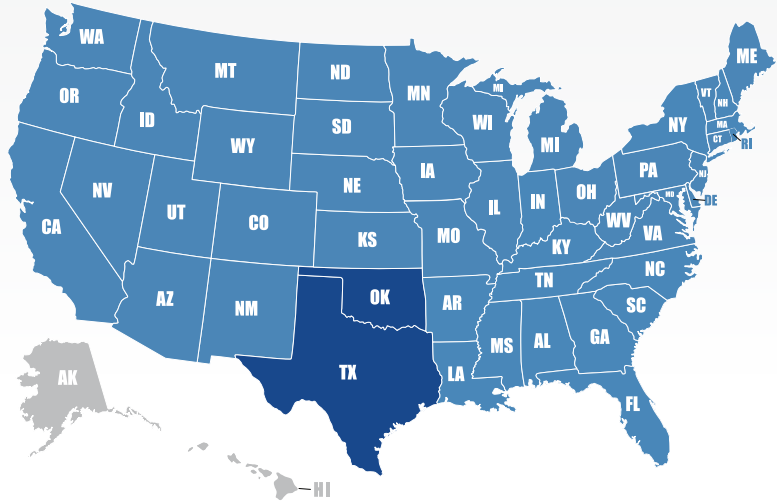 WA
MT
ND
MN
MI
ME
VT
NH
OR
ID
SD
WI
MI
NY
MA
CT
RI
WY
IA
PA
NJ
NV
NE
IL
IN
OH
MD
DE
UT
CO
CA
KS
MO
WV
VA
KY
AZ
NM
OK
AR
TN
NC
SC
TX
MS
AL
GA
LA
FL
AK
HI